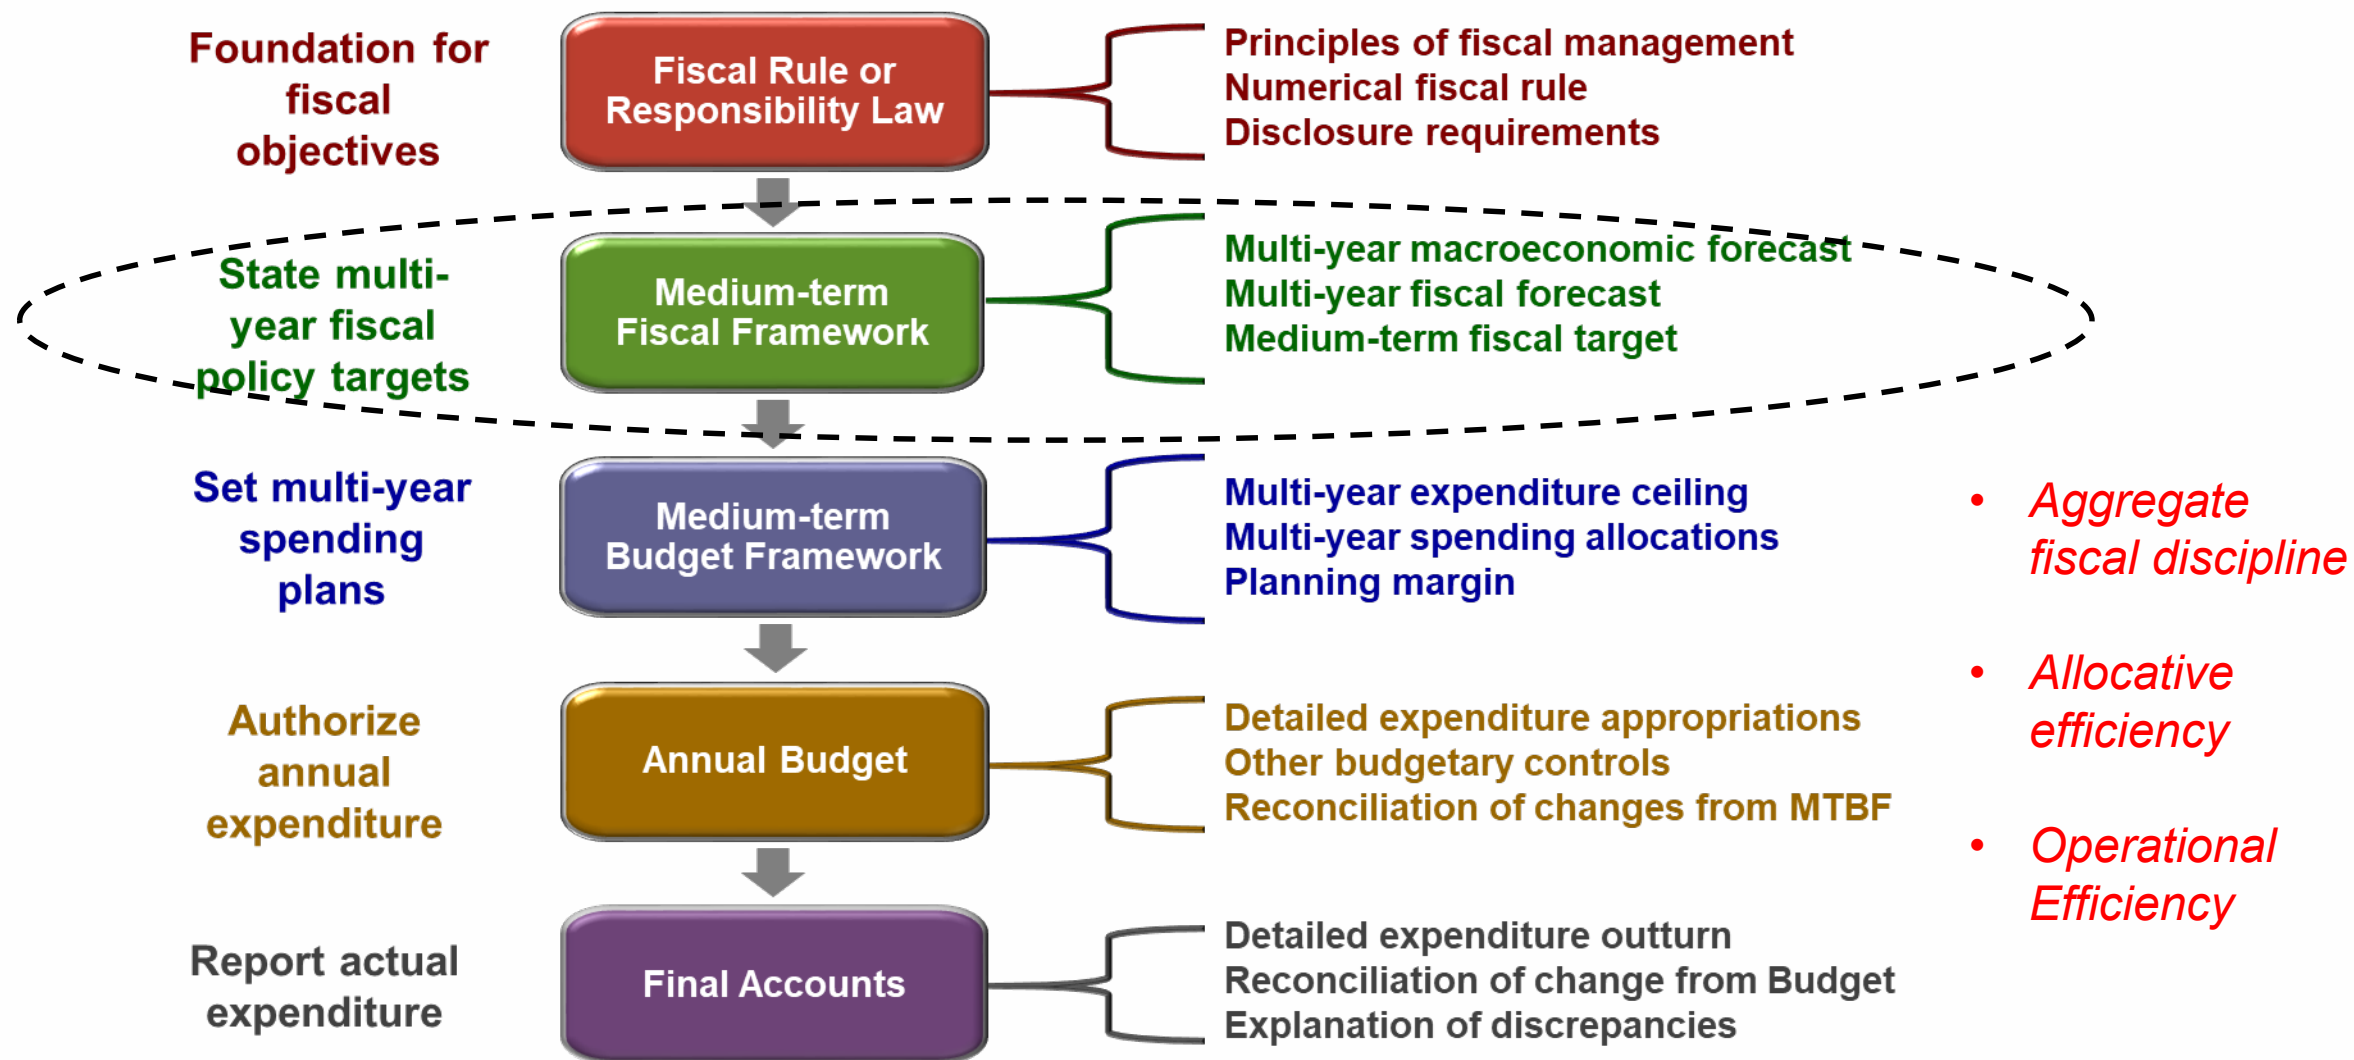 Foundation for
fiscal
objectives
Fiscal Rule or
Responsibility Law
Principles of fiscal management
Numerical fiscal rule
Disclosure requirements
State multi-
year fiscal
policy targets
Medium-term
Fiscal Framework
Multi-year macroeconomic forecast
Multi-year fiscal forecast
Medium-term fiscal target
Set multi-year
spending
plans
Medium-term
Budget Framework
Multi-year expenditure ceiling
Multi-year spending allocations
Planning margin
Authorize
annual
expenditure
Annual Budget
Detailed expenditure appropriations
Other budgetary controls
Reconciliation of changes from MTBF
Report actual
expenditure
Final Accounts
Detailed expenditure outturn
Reconciliation of change from Budget
Explanation of discrepancies
• Aggregate
fiscal discipline
• Allocative
efficiency
• Operational
Efficiency